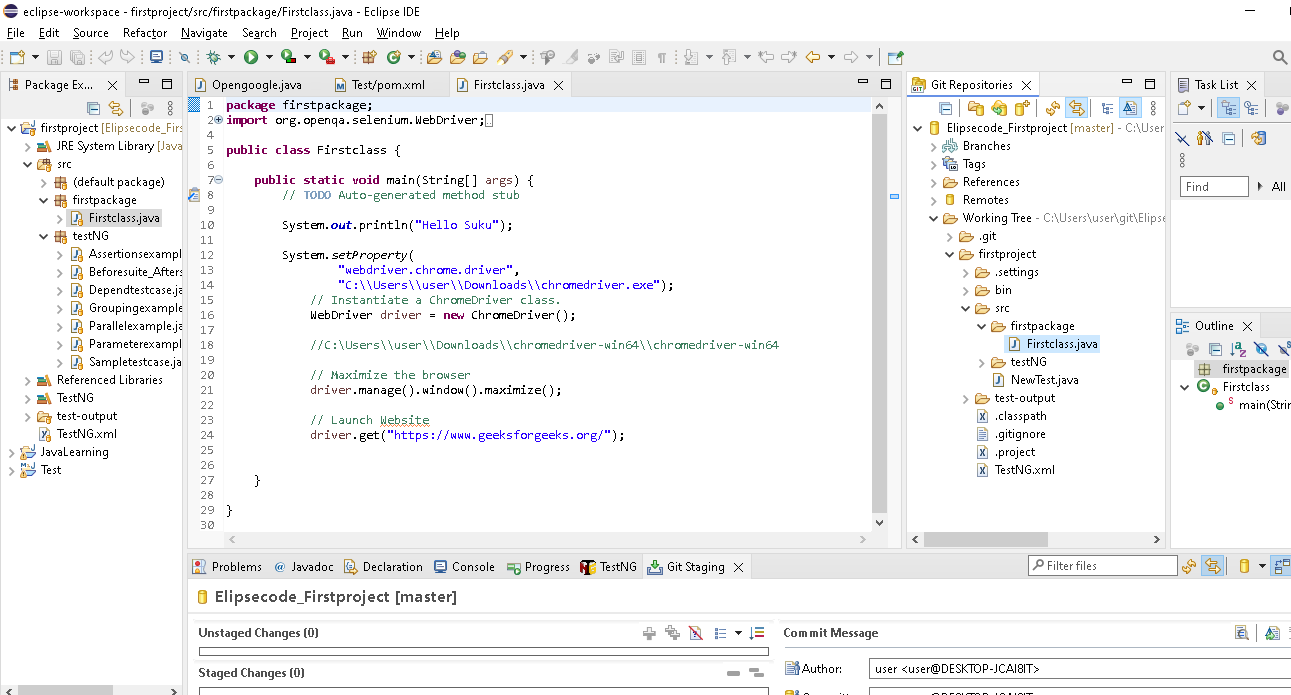 eclipse-workspace - firstproject/src/firstpackage/Firstclass.java - Eclipse IDE
File Edit Source Refactor Navigate Search Project Run Window Help
Package Ex...
firstproject [Elipsecode_Firs
JRE System Library [Java
src
(default package)
firstpackage
Firstclass.java
testNG
Assertionsexampl
Beforesuite_Afters
Dependtestcase.ja
Groupingexample
Parallelexample.ja
Parameterexampl
Sampletestcase.ja
Referenced Libraries
TestNG
test-output
TestNG.xml
JavaLearning
Test
Opengoogle.java Test/pom.xml Firstclass.java
1 package firstpackage;
2 import org.openqa.selenium.WebDriver;
4
5 public class Firstclass {
6
7 public static void main(String[] args) {
8 // TODO Auto-generated method stub
9
10 System.out.println("Hello Suku");
11
12 System.setProperty(
13 "webdriver.chrome.driver",
14 "C:\\Users\\user\\Downloads\\chromedriver.exe");
15 // Instantiate a ChromeDriver class.
16 WebDriver driver = new ChromeDriver();
17
18 //C:\Users\\user\\Downloads\\chromedriver-win64\\chromedriver-win64
19
20 // Maximize the browser
21 driver.manage().window().maximize();
22
23 // Launch Website
24 driver.get("https://www.geeksforgeeks.org/");
25
26
27 }
28
29 }
30
Git Repositories
Elipsecode_Firstproject [master] - C:\User
Branches
Tags
References
Remotes
Working Tree - C:\Users\user\git\Elipse
.git
firstproject
.settings
bin
src
firstpackage
Firstclass.java
testNG
NewTest.java
test-output
.classpath
.gitignore
.project
TestNG.xml
Task List
Find All
Outline
firstpackage
Firstclass
main(Strin
Problems @ Javadoc Declaration Console Progress TestNG Git Staging
Filter files
Elipsecode_Firstproject [master]
Unstaged Changes (0)
Staged Changes (0)
Commit Message
Author: user <user@DESKTOP-JCAI8IT>